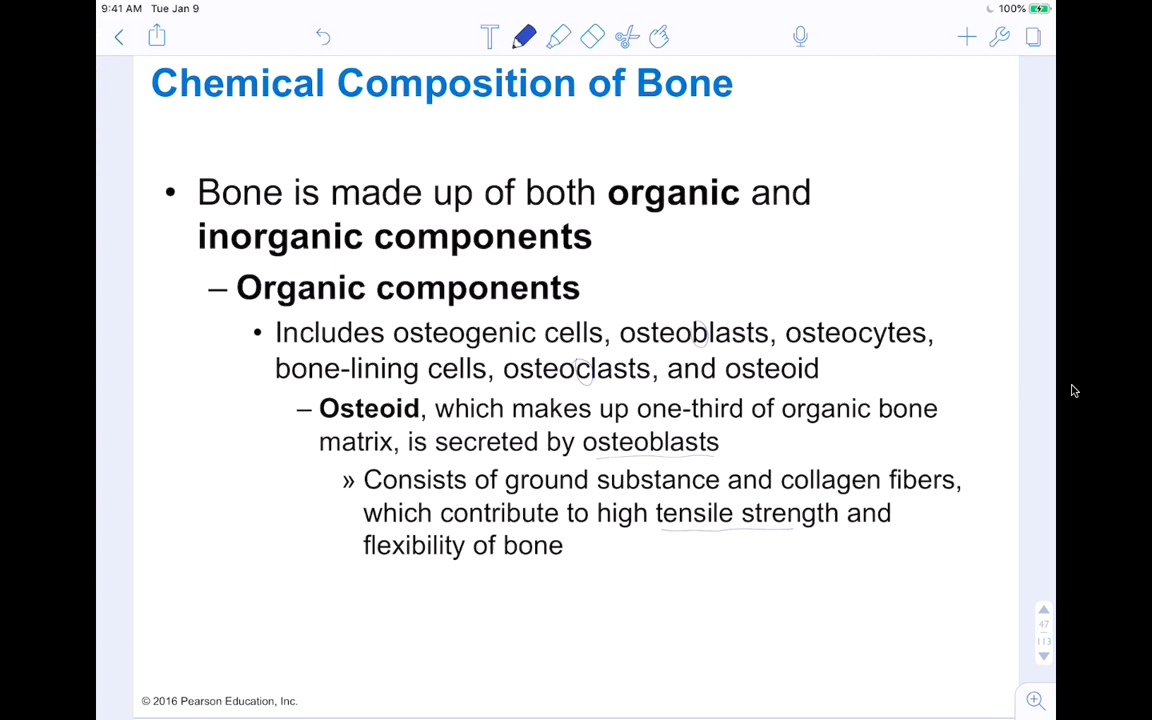 9:41 AM Tue Jan 9
100%
Chemical Composition of Bone
• Bone is made up of both organic and
inorganic components
– Organic components
• Includes osteogenic cells, osteoblasts, osteocytes,
bone-lining cells, osteoclasts, and osteoid
– Osteoid, which makes up one-third of organic bone
matrix, is secreted by osteoblasts
» Consists of ground substance and collagen fibers,
which contribute to high tensile strength and
flexibility of bone
47
113
© 2016 Pearson Education, Inc.